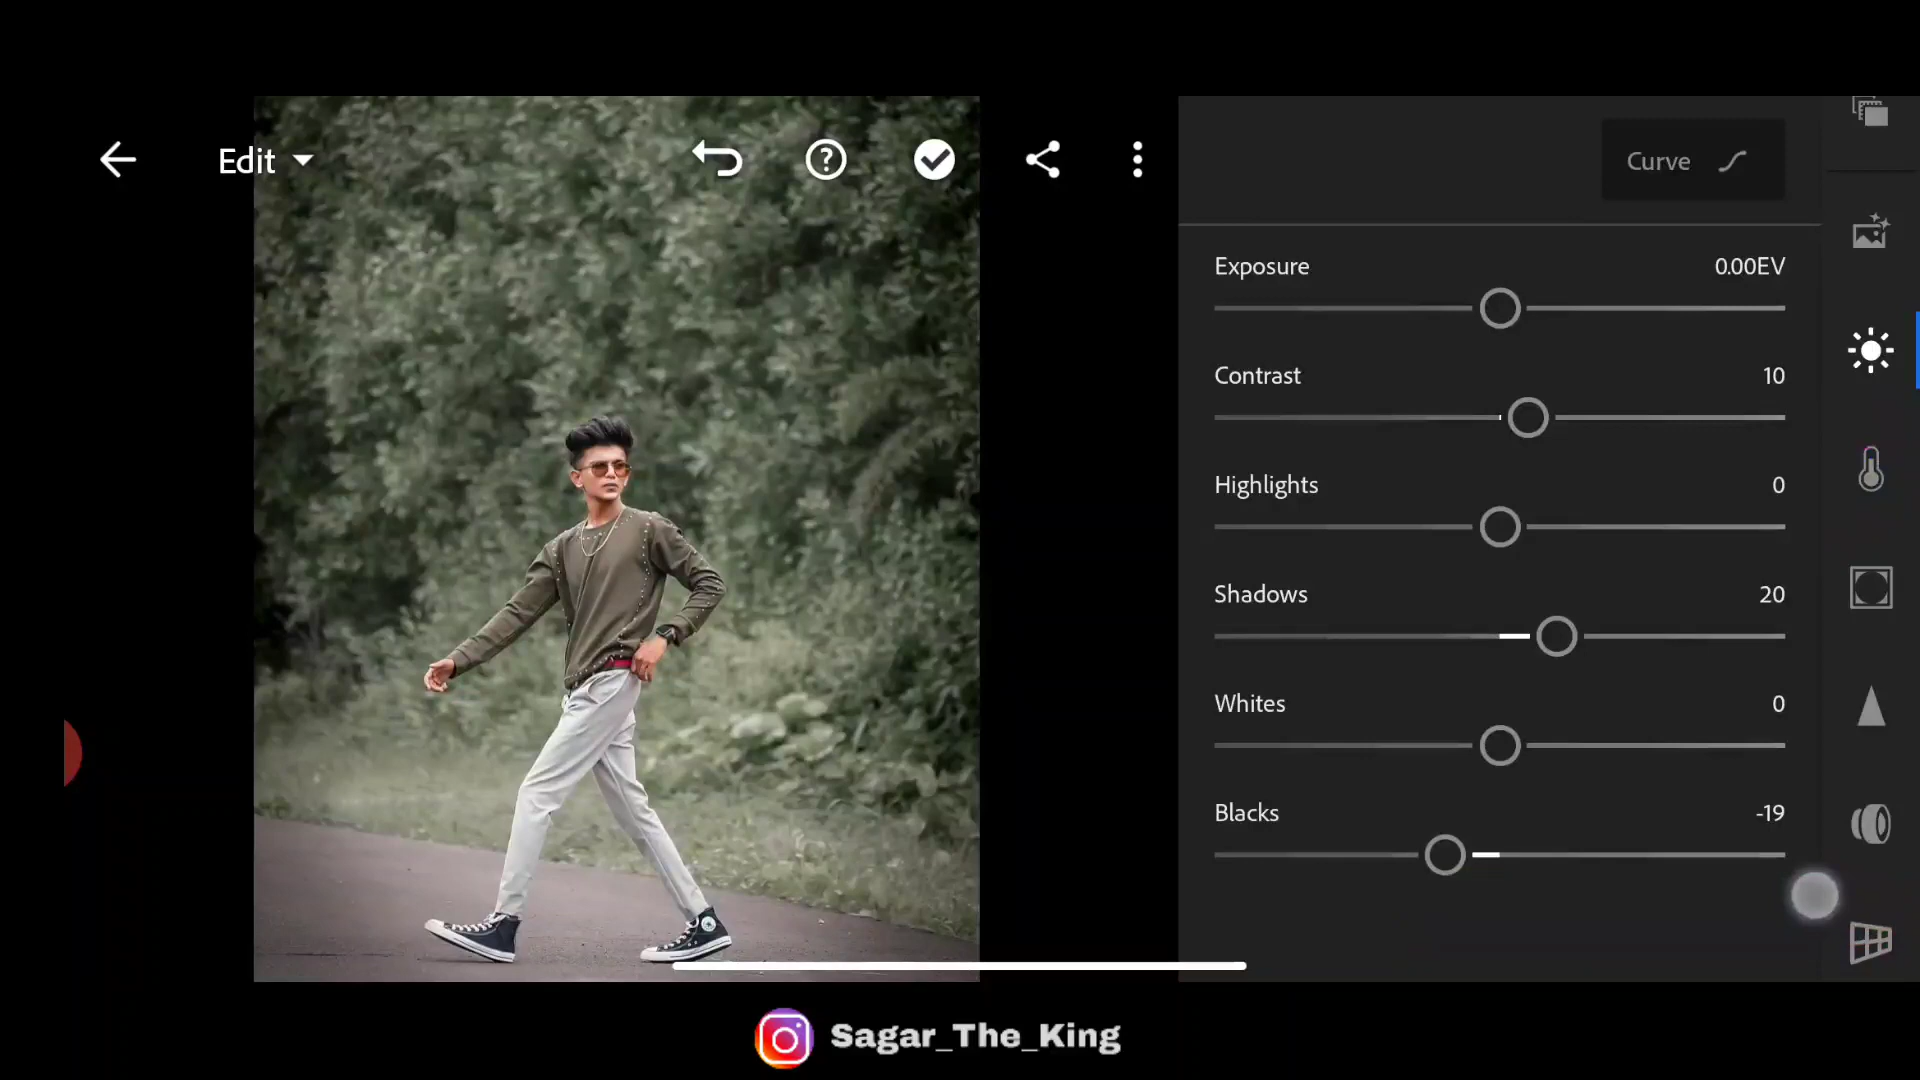 Edit
Curve
Exposure 0.00EV
Contrast 10
Highlights 0
Shadows 20
Whites 0
Blacks -19
Sagar_The_King